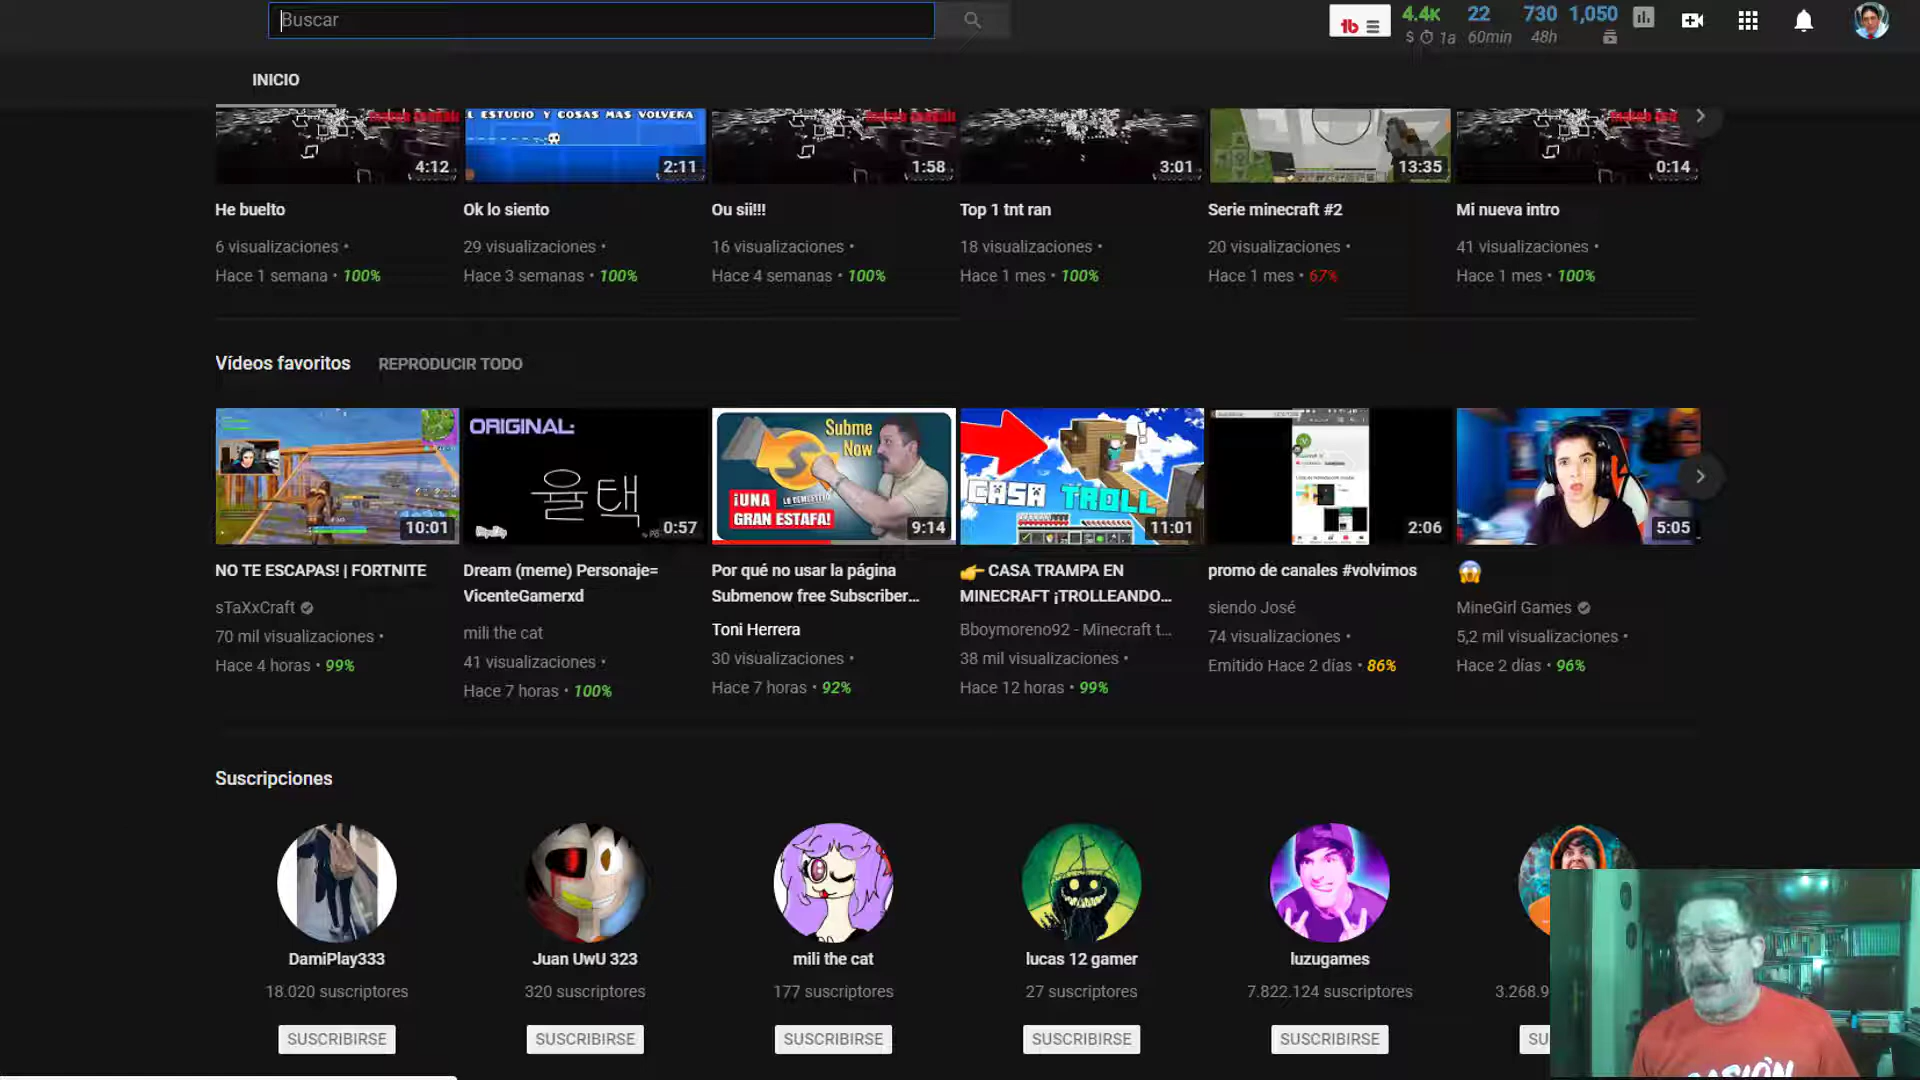 Buscar
tb
4.4K 22 730 1,050
$ 1a 60min 48h
INICIO
L ESTUDIO Y COSAS MAS VOLVERA
4:12
2:11
1:58
3:01
13:35
0:14
He buelto
Ok lo siento
Ou sii!!!
Top 1 tnt ran
Serie minecraft #2
Mi nueva intro
6 visualizaciones •
29 visualizaciones •
16 visualizaciones •
18 visualizaciones •
20 visualizaciones •
41 visualizaciones •
Hace 1 semana • 100%
Hace 3 semanas • 100%
Hace 4 semanas • 100%
Hace 1 mes • 100%
Hace 1 mes • 67%
Hace 1 mes • 100%
Vídeos favoritos REPRODUCIR TODO
10:01
ORIGINAL:
율택
0:57
Subme
Now
¡UNA
LO DEMUESTRO
GRAN ESTAFA!
9:14
CASA TROLL
11:01
2:06
5:05
NO TE ESCAPAS! | FORTNITE
sTaXxCraft
70 mil visualizaciones •
Hace 4 horas • 99%
Dream (meme) Personaje=
VicenteGamerxd
mili the cat
41 visualizaciones •
Hace 7 horas • 100%
Por qué no usar la página
Submenow free Subscriber...
Toni Herrera
30 visualizaciones •
Hace 7 horas • 92%
👉 CASA TRAMPA EN
MINECRAFT ¡TROLLEANDO...
Bboymoreno92 - Minecraft t...
38 mil visualizaciones •
Hace 12 horas • 99%
promo de canales #volvimos
siendo José
74 visualizaciones •
Emitido Hace 2 días • 86%
😱
MineGirl Games
5,2 mil visualizaciones •
Hace 2 días • 96%
Suscripciones
DamiPlay333
18.020 suscriptores
SUSCRIBIRSE
Juan UwU 323
320 suscriptores
SUSCRIBIRSE
mili the cat
177 suscriptores
SUSCRIBIRSE
lucas 12 gamer
27 suscriptores
SUSCRIBIRSE
luzugames
7.822.124 suscriptores
SUSCRIBIRSE
3.268.9
SU